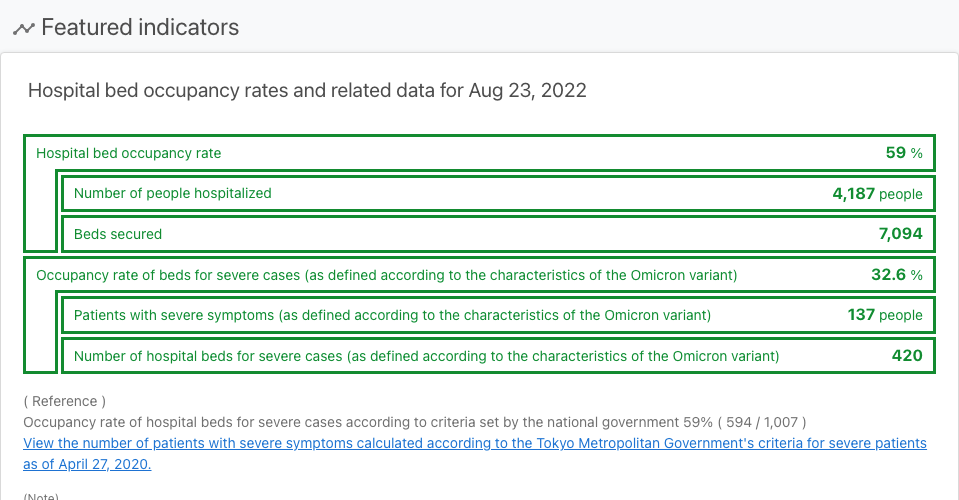 Featured indicators
Hospital bed occupancy rates and related data for Aug 23, 2022
Hospital bed occupancy rate 59 %
Number of people hospitalized 4,187 people
Beds secured 7,094
Occupancy rate of beds for severe cases (as defined according to the characteristics of the Omicron variant) 32.6 %
Patients with severe symptoms (as defined according to the characteristics of the Omicron variant) 137 people
Number of hospital beds for severe cases (as defined according to the characteristics of the Omicron variant) 420
( Reference )
Occupancy rate of hospital beds for severe cases according to criteria set by the national government 59% ( 594 / 1,007 )
View the number of patients with severe symptoms calculated according to the Tokyo Metropolitan Government's criteria for severe patients
as of April 27, 2020.
(Note)